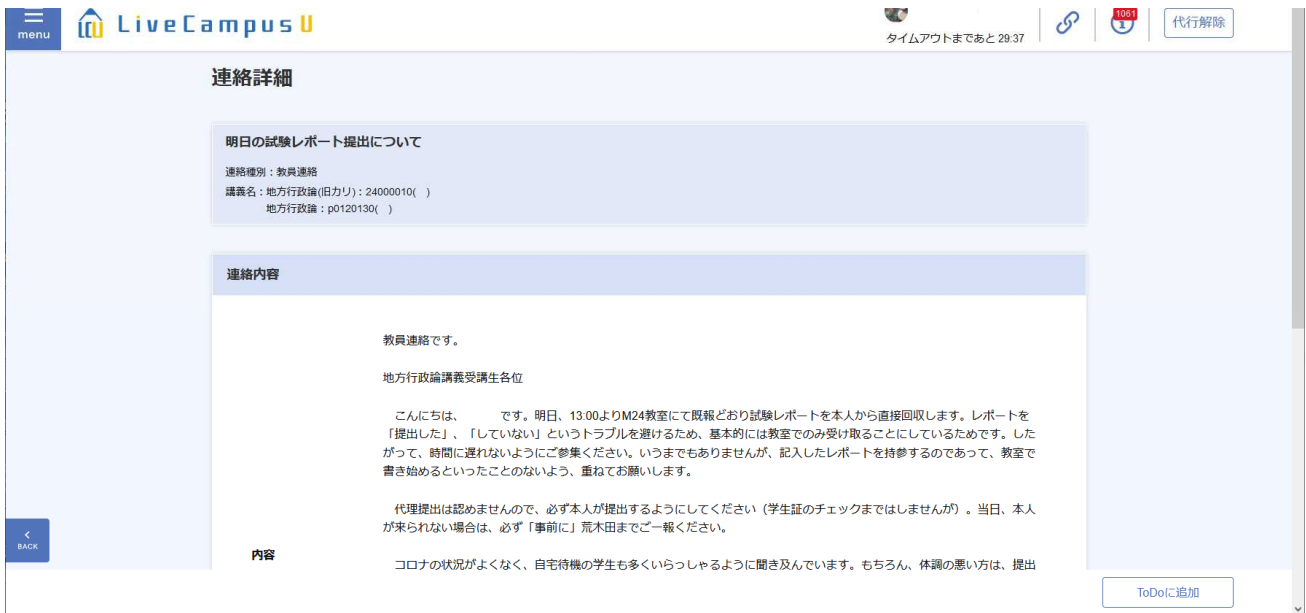 menu
LiveCampusU
タイムアウトまであと 29:37
1061
代行解除
連絡詳細
明日の試験レポート提出について
連絡種別：教員連絡
講義名：地方行政論(旧カリ)：24000010( )
地方行政論：p0120130( )
連絡内容
教員連絡です。
地方行政論講義受講生各位
こんにちは、 です。明日、13:00よりM24教室にて既報どおり試験レポートを本人から直接回収します。レポートを
「提出した」、「していない」というトラブルを避けるため、基本的には教室でのみ受け取ることにしているためです。した
がって、時間に遅れないようにご参集ください。いうまでもありませんが、記入したレポートを持参するのであって、教室で
書き始めるといったことのないよう、重ねてお願いします。
代理提出は認めませんので、必ず本人が提出するようにしてください（学生証のチェックまではしませんが）。当日、本人
が来られない場合は、必ず「事前に」荒木田までご一報ください。
内容
コロナの状況がよくなく、自宅待機の学生も多くいらっしゃるように聞き及んでいます。もちろん、体調の悪い方は、提出
BACK
ToDoに追加